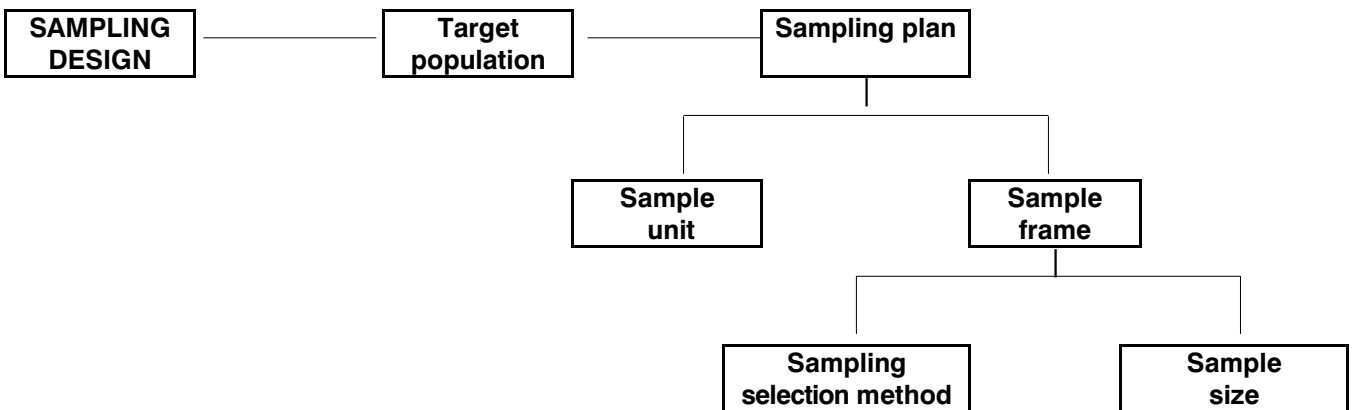 SAMPLING
DESIGN
Target
population
Sampling plan
Sample
unit
Sample
frame
Sampling
selection method
Sample
size